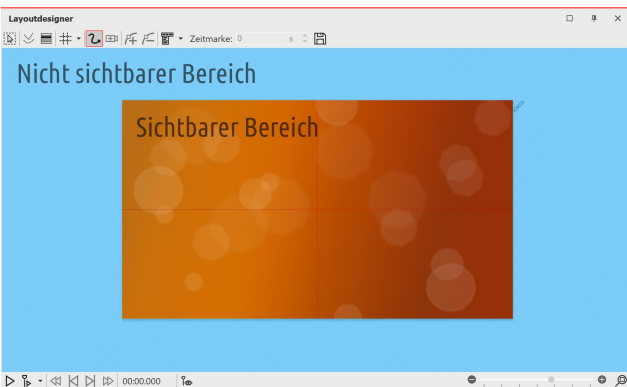 Layoutdesigner
Zeitmarke: 0 s
Nicht sichtbarer Bereich
Sichtbarer Bereich
00:00.000